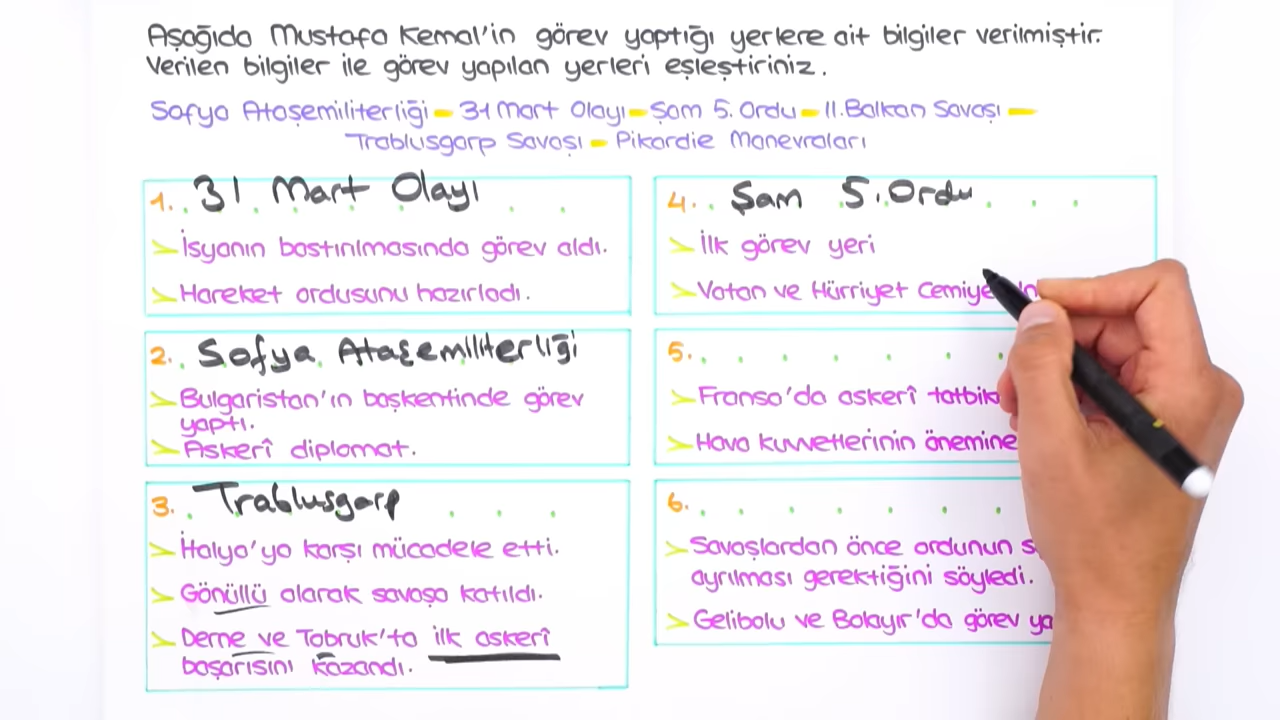 Aşağıda Mustafa Kemal'in görev yaptığı yerlere ait bilgiler verilmiştir.
Verilen bilgiler ile görev yapılan yerleri eşleştiriniz.
Sofya Ataşemiliterliği - 31 Mart Olayı - Şam 5. Ordu - II. Balkan Savaşı -
Trablusgarp Savaşı - Pikardie Manevraları
1. 31 Mart Olayı
➤ İsyanın bastırılmasında görev aldı.
➤ Hareket ordusunu hazırladı.
2. Sofya Ataşemiliterliği
➤ Bulgaristan'ın başkentinde görev
yaptı.
➤ Askerî diplomat.
3. Trablusgarp
➤ İtalya'ya karşı mücadele etti.
➤ Gönüllü olarak savaşa katıldı.
➤ Derne ve Tobruk'ta ilk askerî
başarısını kazandı.
4. Şam 5. Ordu
➤ İlk görev yeri
➤ Vatan ve Hürriyet
5.
➤ Fransa'da askerî
➤ Hava kuvvetlerinin önemine
6.
➤ Savaşlardan önce ordunun
ayrılması gerektiğini söyledi.
➤ Gelibolu ve Bolayır'da görev